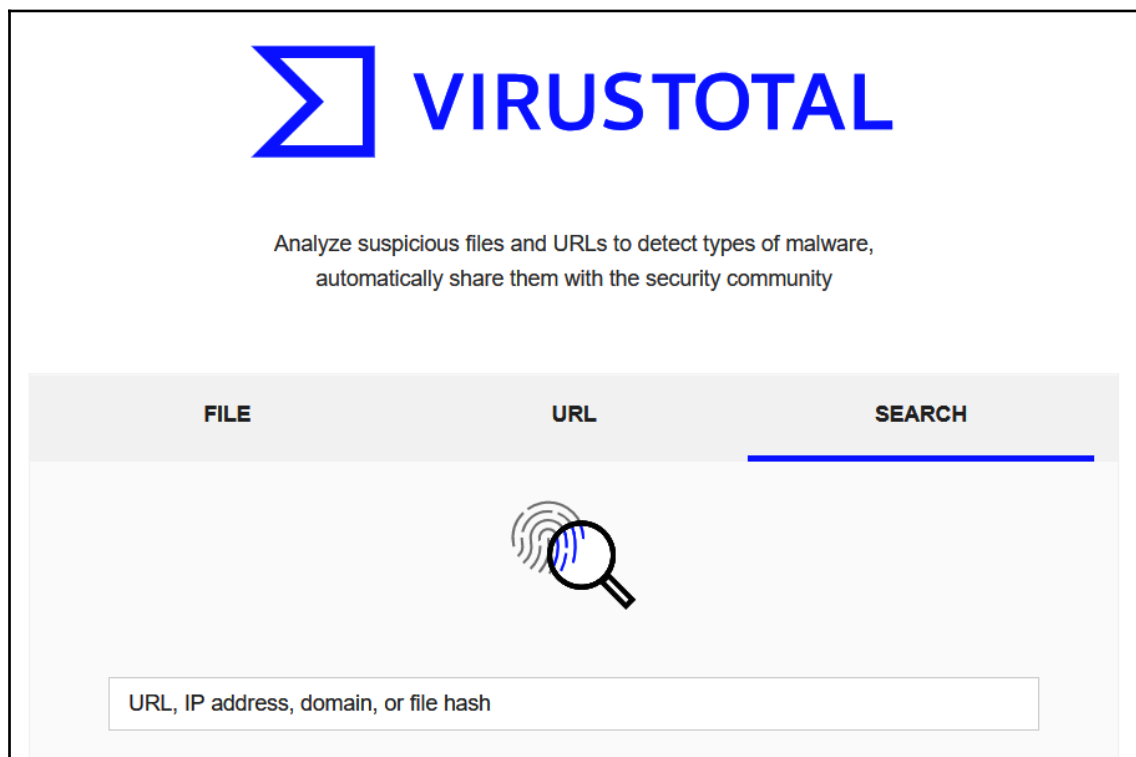 VIRUSTOTAL
Analyze suspicious files and URLs to detect types of malware,
automatically share them with the security community
FILE URL SEARCH
URL, IP address, domain, or file hash